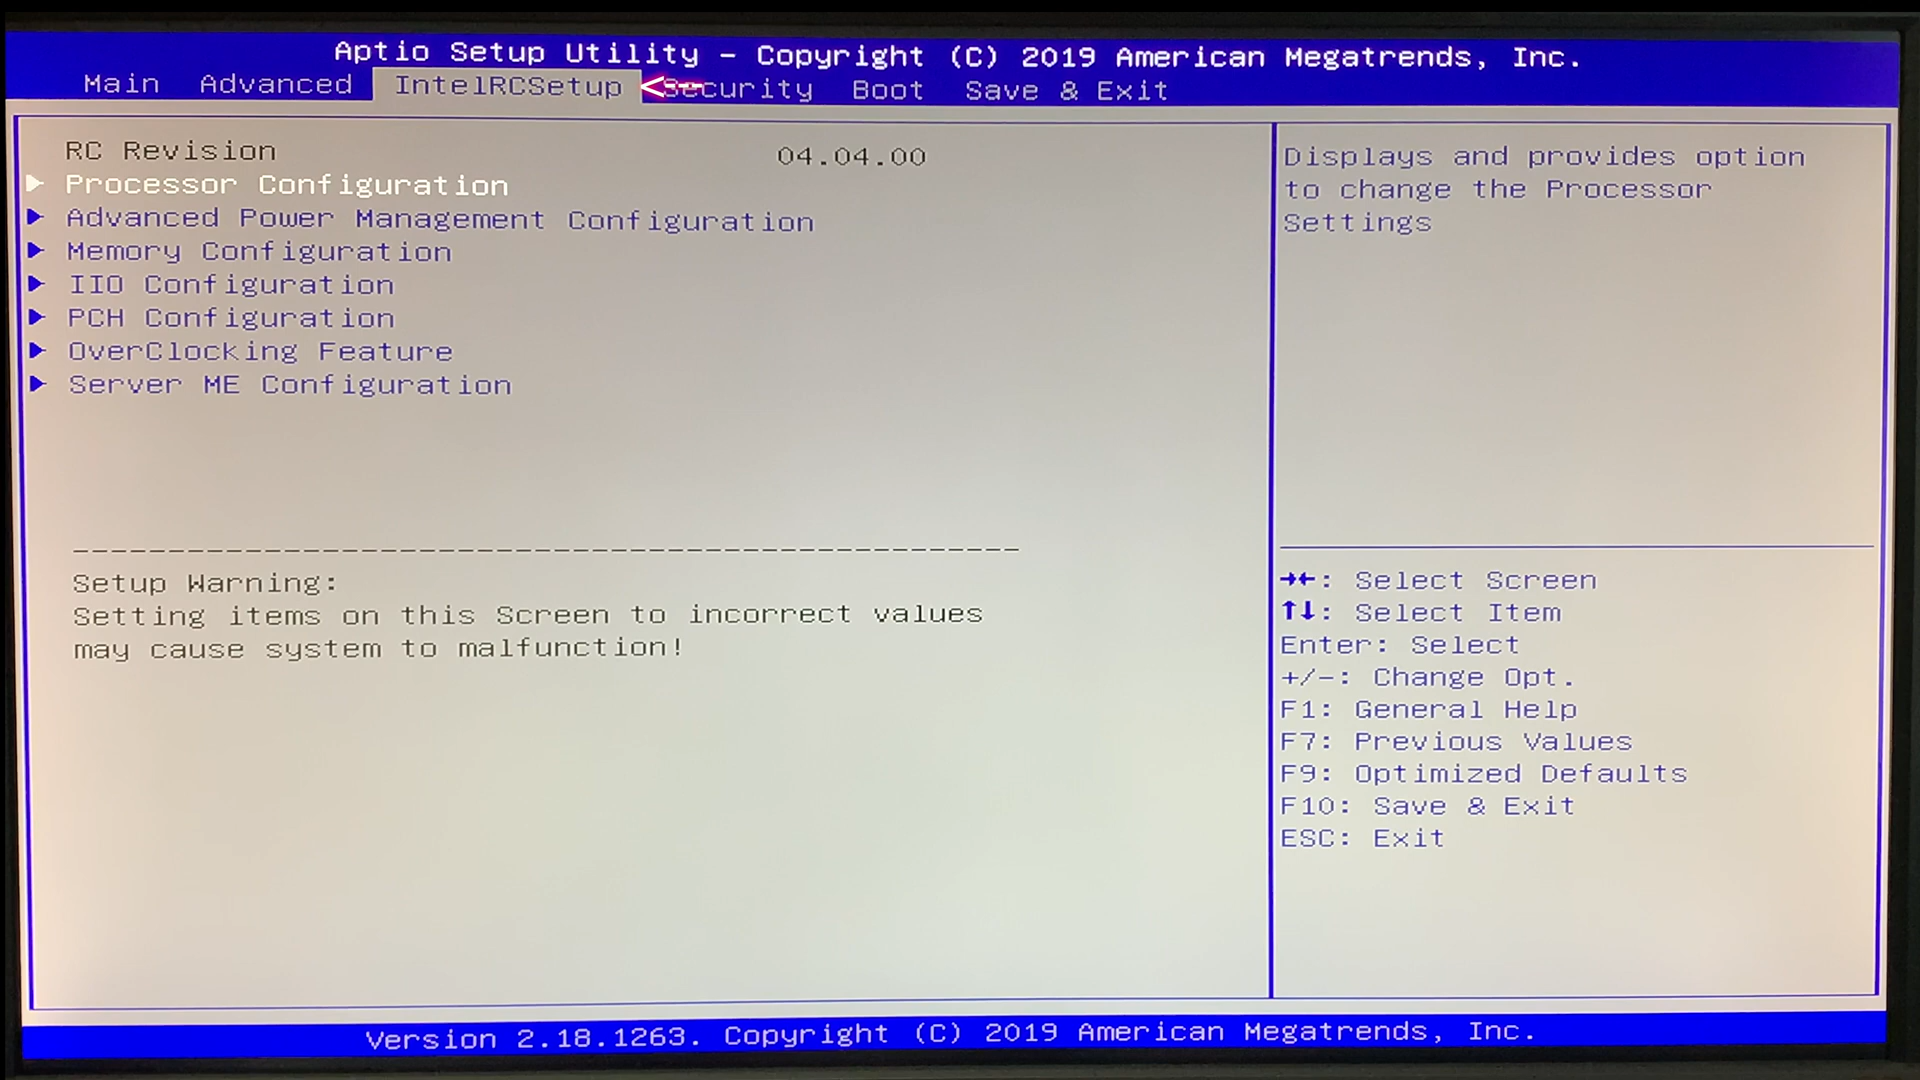 Aptio Setup Utility – Copyright (C) 2019 American Megatrends, Inc.
Main Advanced IntelRCSetup Security Boot Save & Exit
RC Revision 04.04.00
Processor Configuration
Advanced Power Management Configuration
Memory Configuration
IIO Configuration
PCH Configuration
OverClocking Feature
Server ME Configuration
------------------------------------------------
Setup Warning:
Setting items on this Screen to incorrect values
may cause system to malfunction!
Displays and provides option
to change the Processor
Settings
→←: Select Screen
↑↓: Select Item
Enter: Select
+/-: Change Opt.
F1: General Help
F7: Previous Values
F9: Optimized Defaults
F10: Save & Exit
ESC: Exit
Version 2.18.1263. Copyright (C) 2019 American Megatrends, Inc.